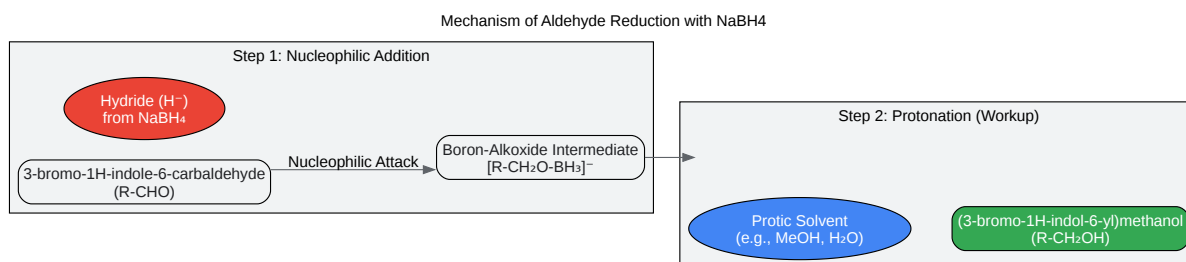 Mechanism of Aldehyde Reduction with NaBH4
Step 1: Nucleophilic Addition
Hydride (H⁻)
from NaBH₄
3-bromo-1H-indole-6-carbaldehyde
(R-CHO)
Nucleophilic Attack
Boron-Alkoxide Intermediate
[R-CH₂O-BH₃]⁻
Step 2: Protonation (Workup)
Protic Solvent
(e.g., MeOH, H₂O)
(3-bromo-1H-indol-6-yl)methanol
(R-CH₂OH)